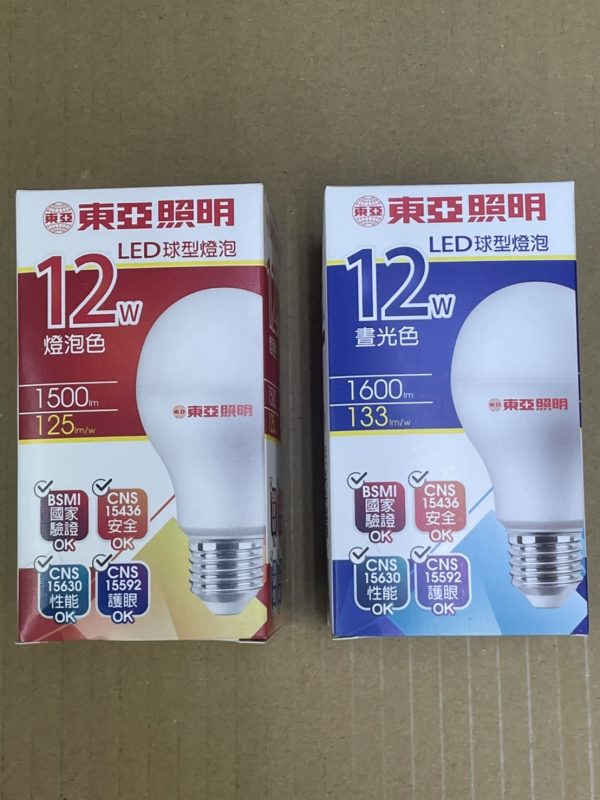 東亞 東亞照明
LED球型燈泡
12W
燈泡色
1500lm
125lm/w
東亞 東亞照明
BSMI
國家
驗證
OK
CNS
15436
安全
OK
CNS
15630
性能
OK
CNS
15592
護眼
OK
東亞 東亞照明
LED球型燈泡
12W
晝光色
1600lm
133lm/w
東亞 東亞照明
BSMI
國家
驗證
OK
CNS
15436
安全
OK
CNS
15630
性能
OK
CNS
15592
護眼
OK